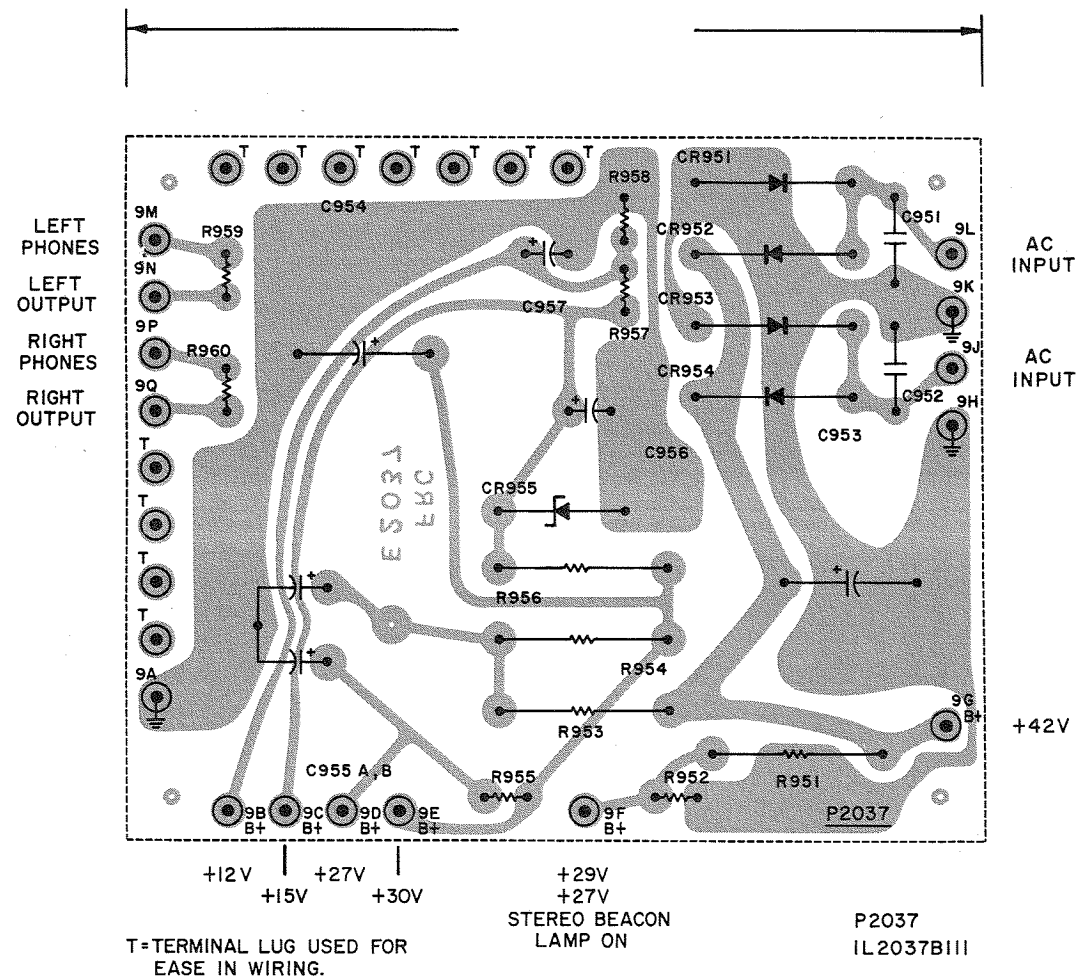 T T T T T T T
R958
CR951
C954
9M
R959
C951
9L
LEFT
PHONES
CR952
AC
INPUT
9N
LEFT
OUTPUT
9K
CR953
C957
9P
R957
RIGHT
PHONES
R960
9J
CR954
AC
INPUT
9Q
C952
9H
RIGHT
OUTPUT
C953
T
C956
E2037
FRC
CR955
T
T
R956
T
R954
9A
9G
B+
+42V
R953
C955 A,B
R955
R952
R951
9B
B+
9C
B+
9D
B+
9E
B+
9F
B+
P2037
+12V
+15V
+27V
+30V
+29V
+27V
STEREO BEACON
LAMP ON
P2037
IL2037B111
T=TERMINAL LUG USED FOR
EASE IN WIRING.